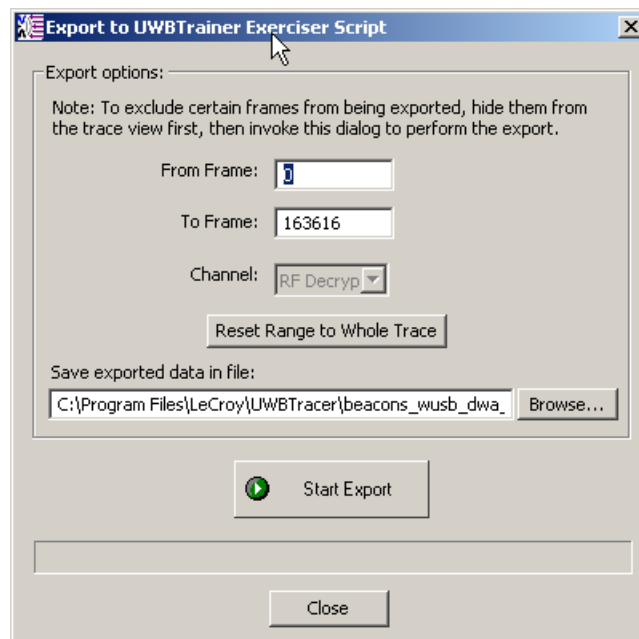 Export to UWBTrainer Exerciser Script
Export options:
Note: To exclude certain frames from being exported, hide them from
the trace view first, then invoke this dialog to perform the export.
From Frame: 0
To Frame: 163616
Channel: RF Decryp
Reset Range to Whole Trace
Save exported data in file:
C:\Program Files\LeCroy\UWBTracer\beacons_wusb_dwa_ Browse...
Start Export
Close